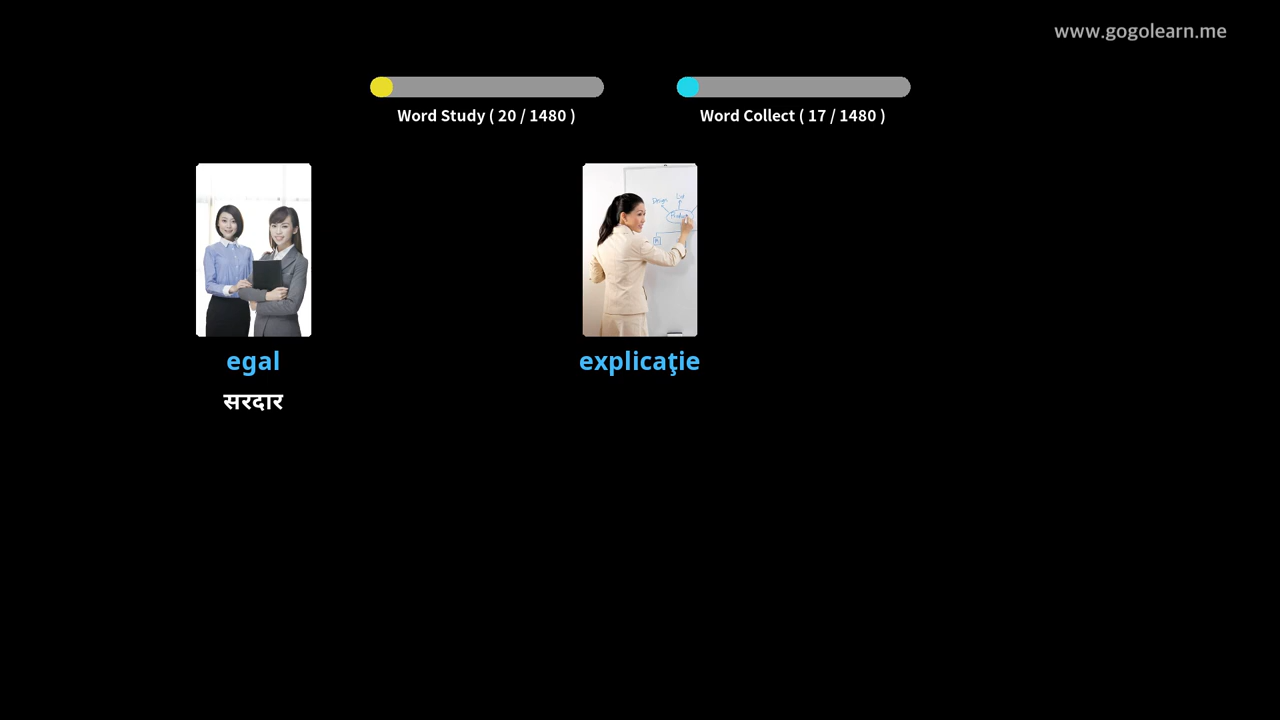 www.gogolearn.me
Word Study ( 20 / 1480 )
Word Collect ( 17 / 1480 )
egal
सरदार
explicaţie